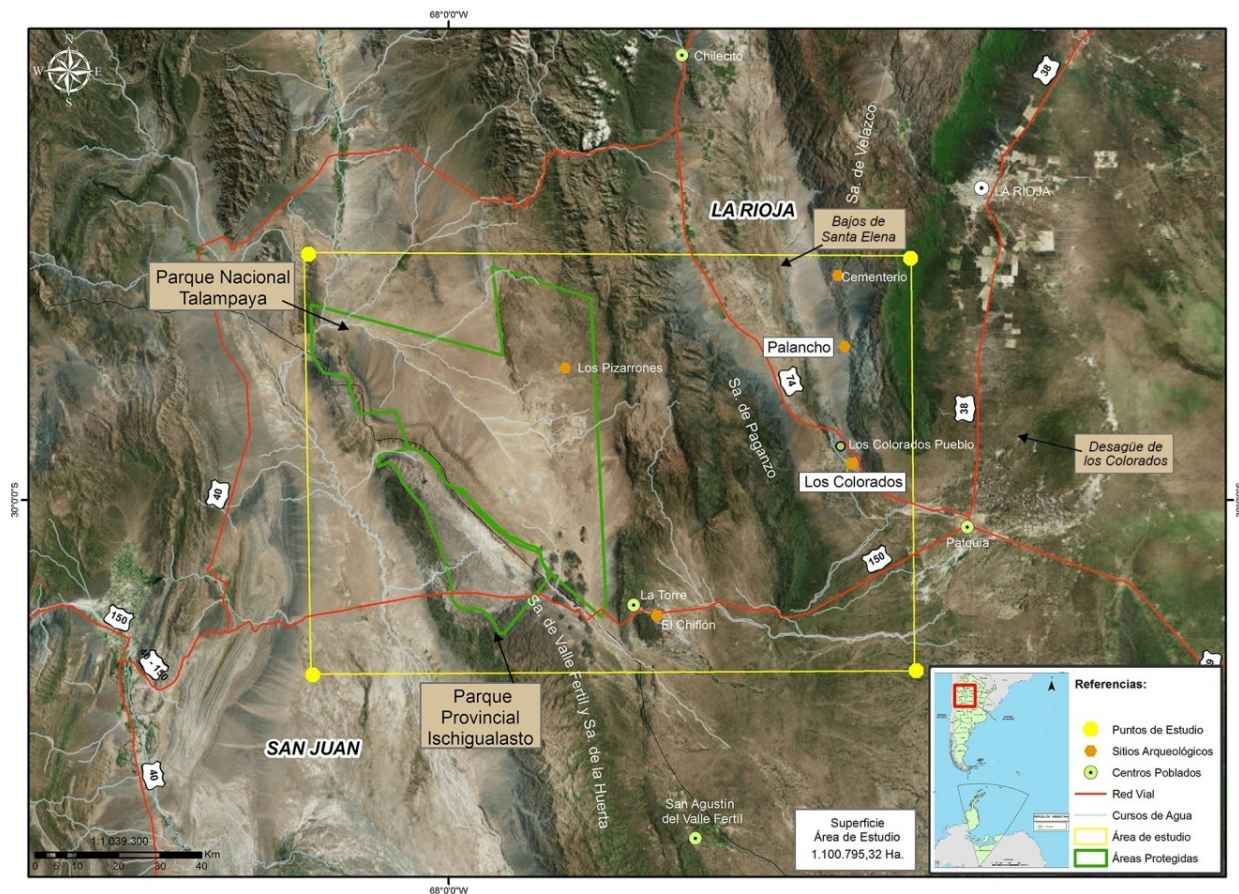 68°0'0"W
N
W
E
S
Chilecito
38
Sa. de Velazco
LA RIOJA
LA RIOJA
Bajos de
Santa Elena
Parque Nacional
Talampaya
Cementerio
Palancho
Los Pizarrones
74
38
Sa. de Paganzo
Los Colorados Pueblo
Desagüe de
los Colorados
Los Colorados
40
30°0'0"S
Patquia
150
La Torre
El Chiflón
150
40
Sa. de Valle Fertil y Sa. de la Huerta
Parque
Provincial
Ischigualasto
SAN JUAN
San Agustín
del Valle Fertil
1:1.039.300
0 5 10 20 30 40
Km
Superficie
Área de Estudio
1.100.795,32 Ha.
Referencias:
Puntos de Estudio
Sitios Arqueológicos
Centros Poblados
Red Vial
Cursos de Agua
Área de estudio
Áreas Protegidas
68°0'0"W